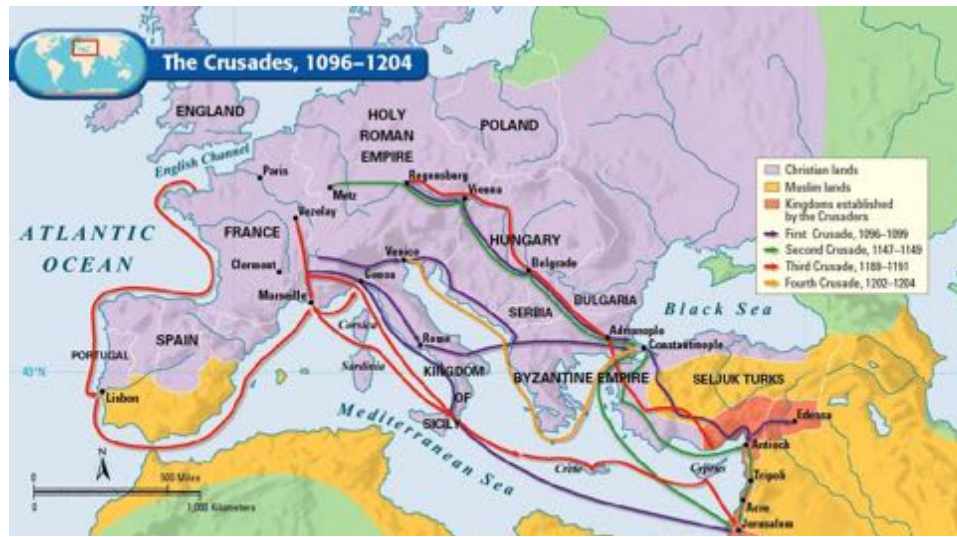 The Crusades, 1096–1204
ENGLAND
HOLY
ROMAN
EMPIRE
POLAND
English Channel
Paris
Metz
Regensberg
Vienna
Vezelay
ATLANTIC
OCEAN
FRANCE
Clermont
Venice
Genoa
HUNGARY
Belgrade
Marseille
Corsica
SERBIA
BULGARIA
Black Sea
Adrianople
Constantinople
PORTUGAL
SPAIN
Rome
Sardinia
40°N
KINGDOM
OF
SICILY
BYZANTINE EMPIRE
SELJUK TURKS
Lisbon
Mediterranean Sea
Edessa
Antioch
Crete
Cyprus
Tripoli
Acre
Jerusalem
N
0 500 Miles
0 1,000 Kilometers
Christian lands
Muslim lands
Kingdoms established
by the Crusaders
First Crusade, 1096–1099
Second Crusade, 1147–1149
Third Crusade, 1189–1191
Fourth Crusade, 1202–1204